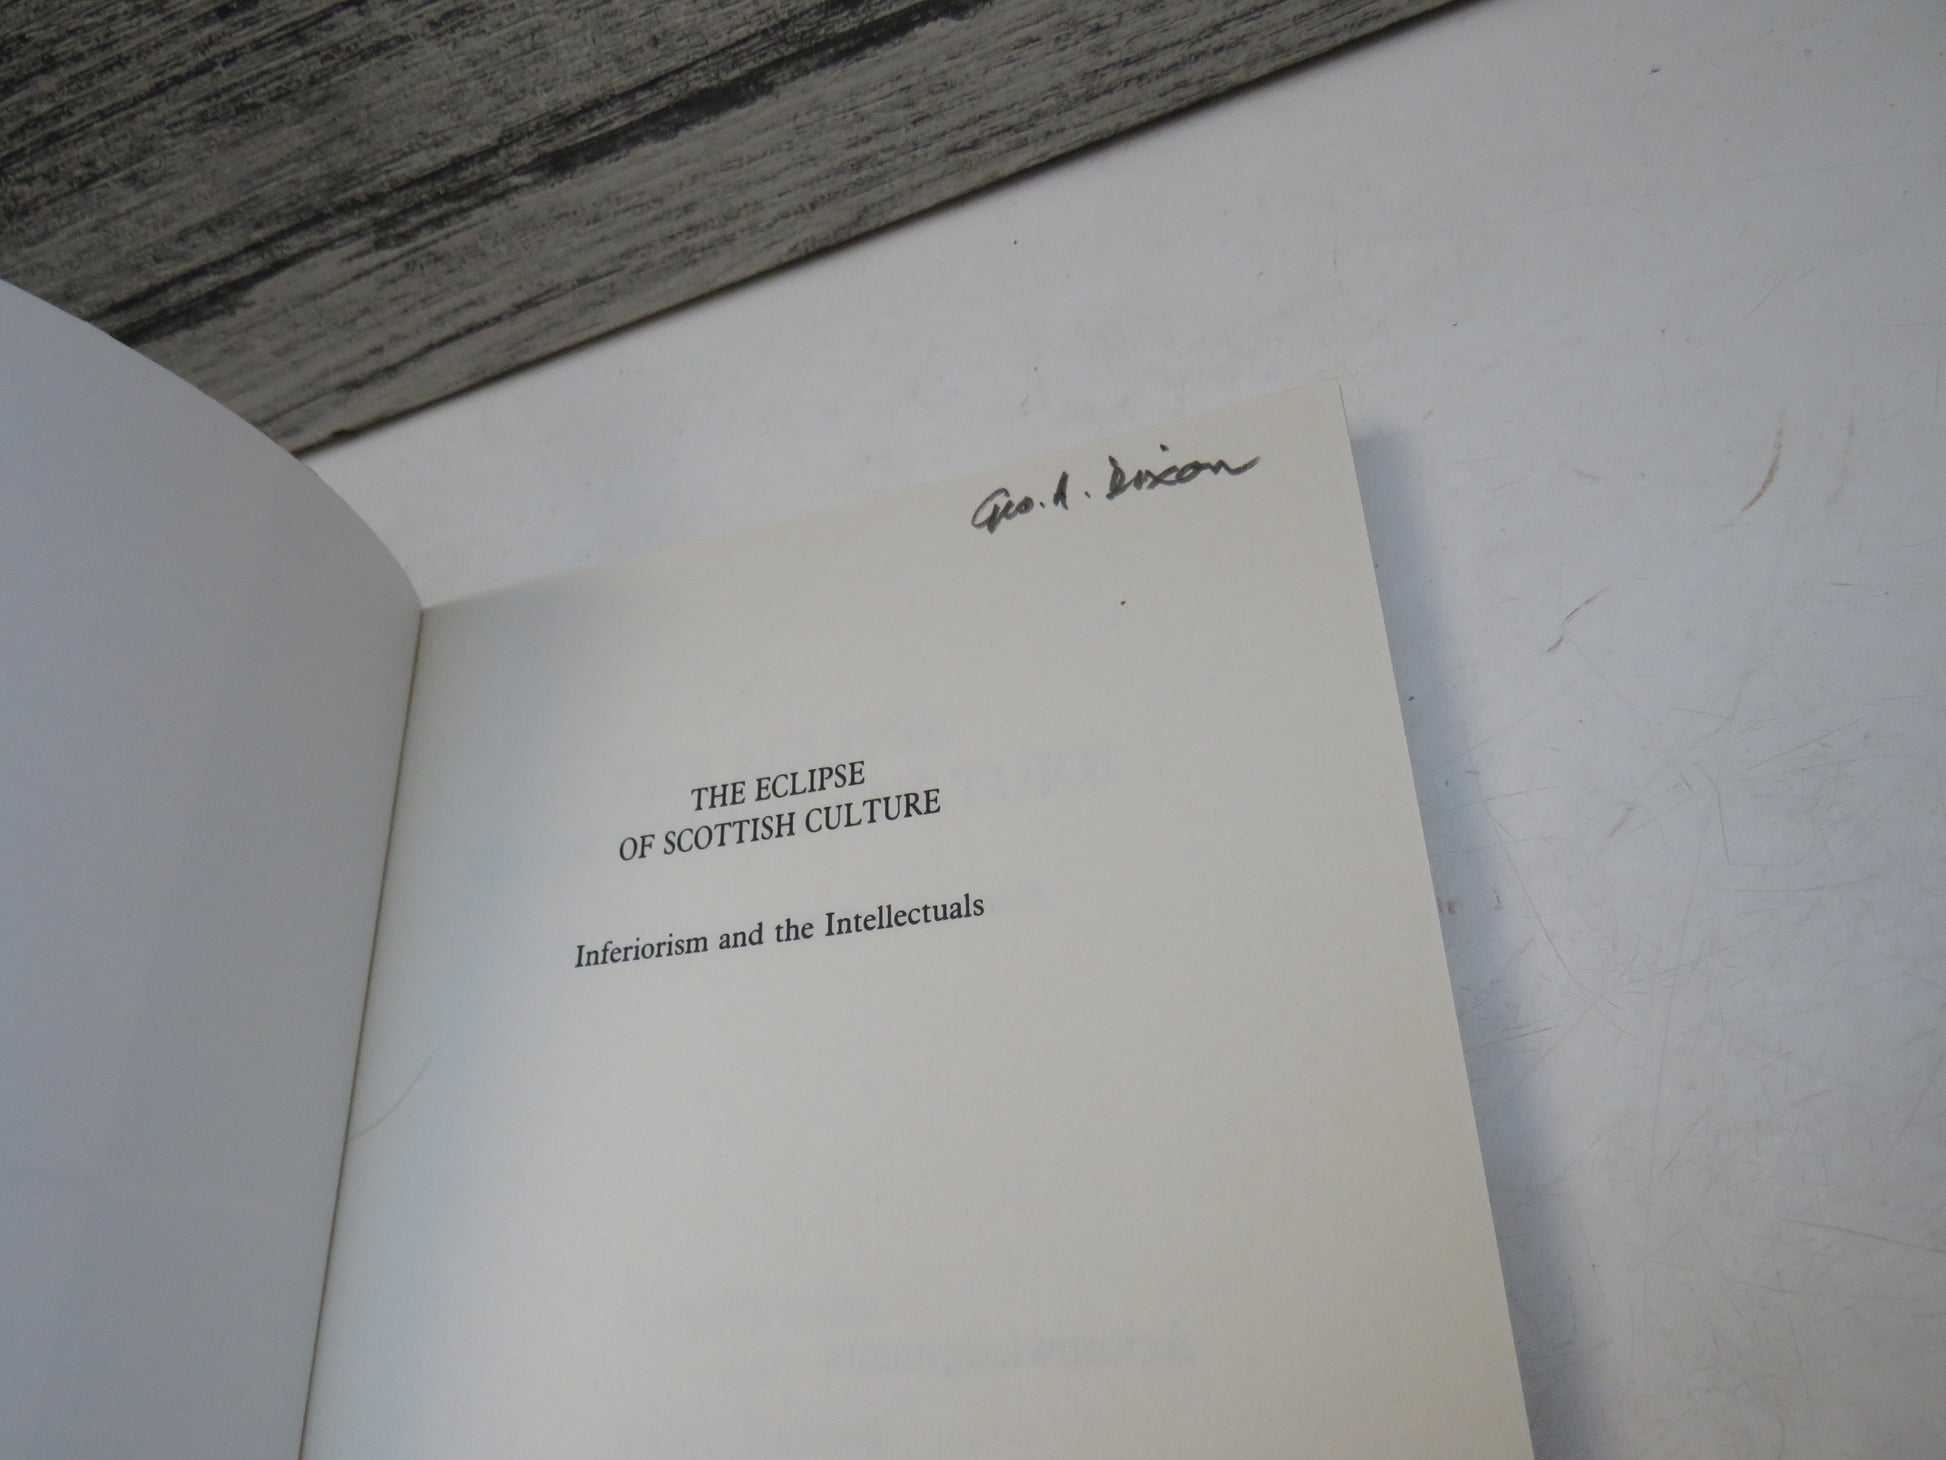 Geo. A. Dixon
THE ECLIPSE
OF SCOTTISH CULTURE
Inferiorism and the Intellectuals